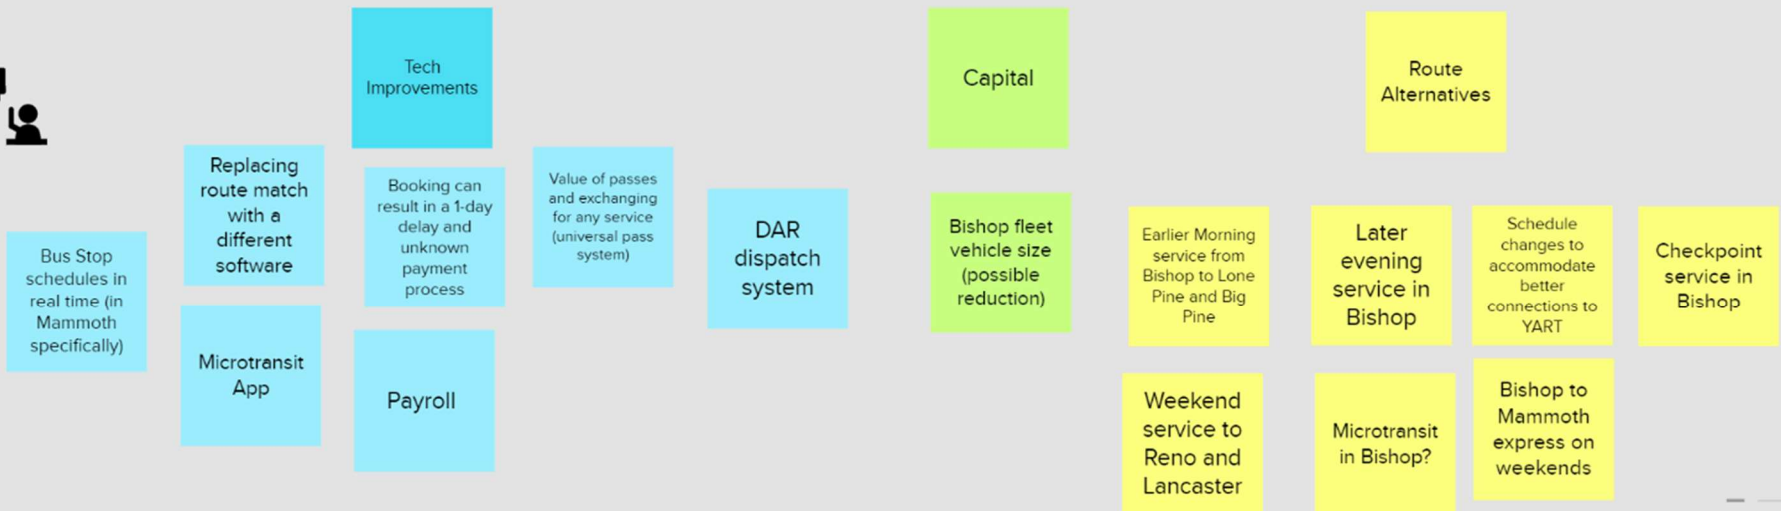 Tech
Improvements
Capital
Route
Alternatives
Bus Stop
schedules in
real time (in
Mammoth
specifically)
Replacing
route match
with a
different
software
Booking can
result in a 1-day
delay and
unknown
payment
process
Value of passes
and exchanging
for any service
(universal pass
system)
DAR
dispatch
system
Microtransit
App
Payroll
Bishop fleet
vehicle size
(possible
reduction)
Earlier Morning
service from
Bishop to Lone
Pine and Big
Pine
Later
evening
service in
Bishop
Schedule
changes to
accommodate
better
connections to
YART
Checkpoint
service in
Bishop
Weekend
service to
Reno and
Lancaster
Microtransit
in Bishop?
Bishop to
Mammoth
express on
weekends